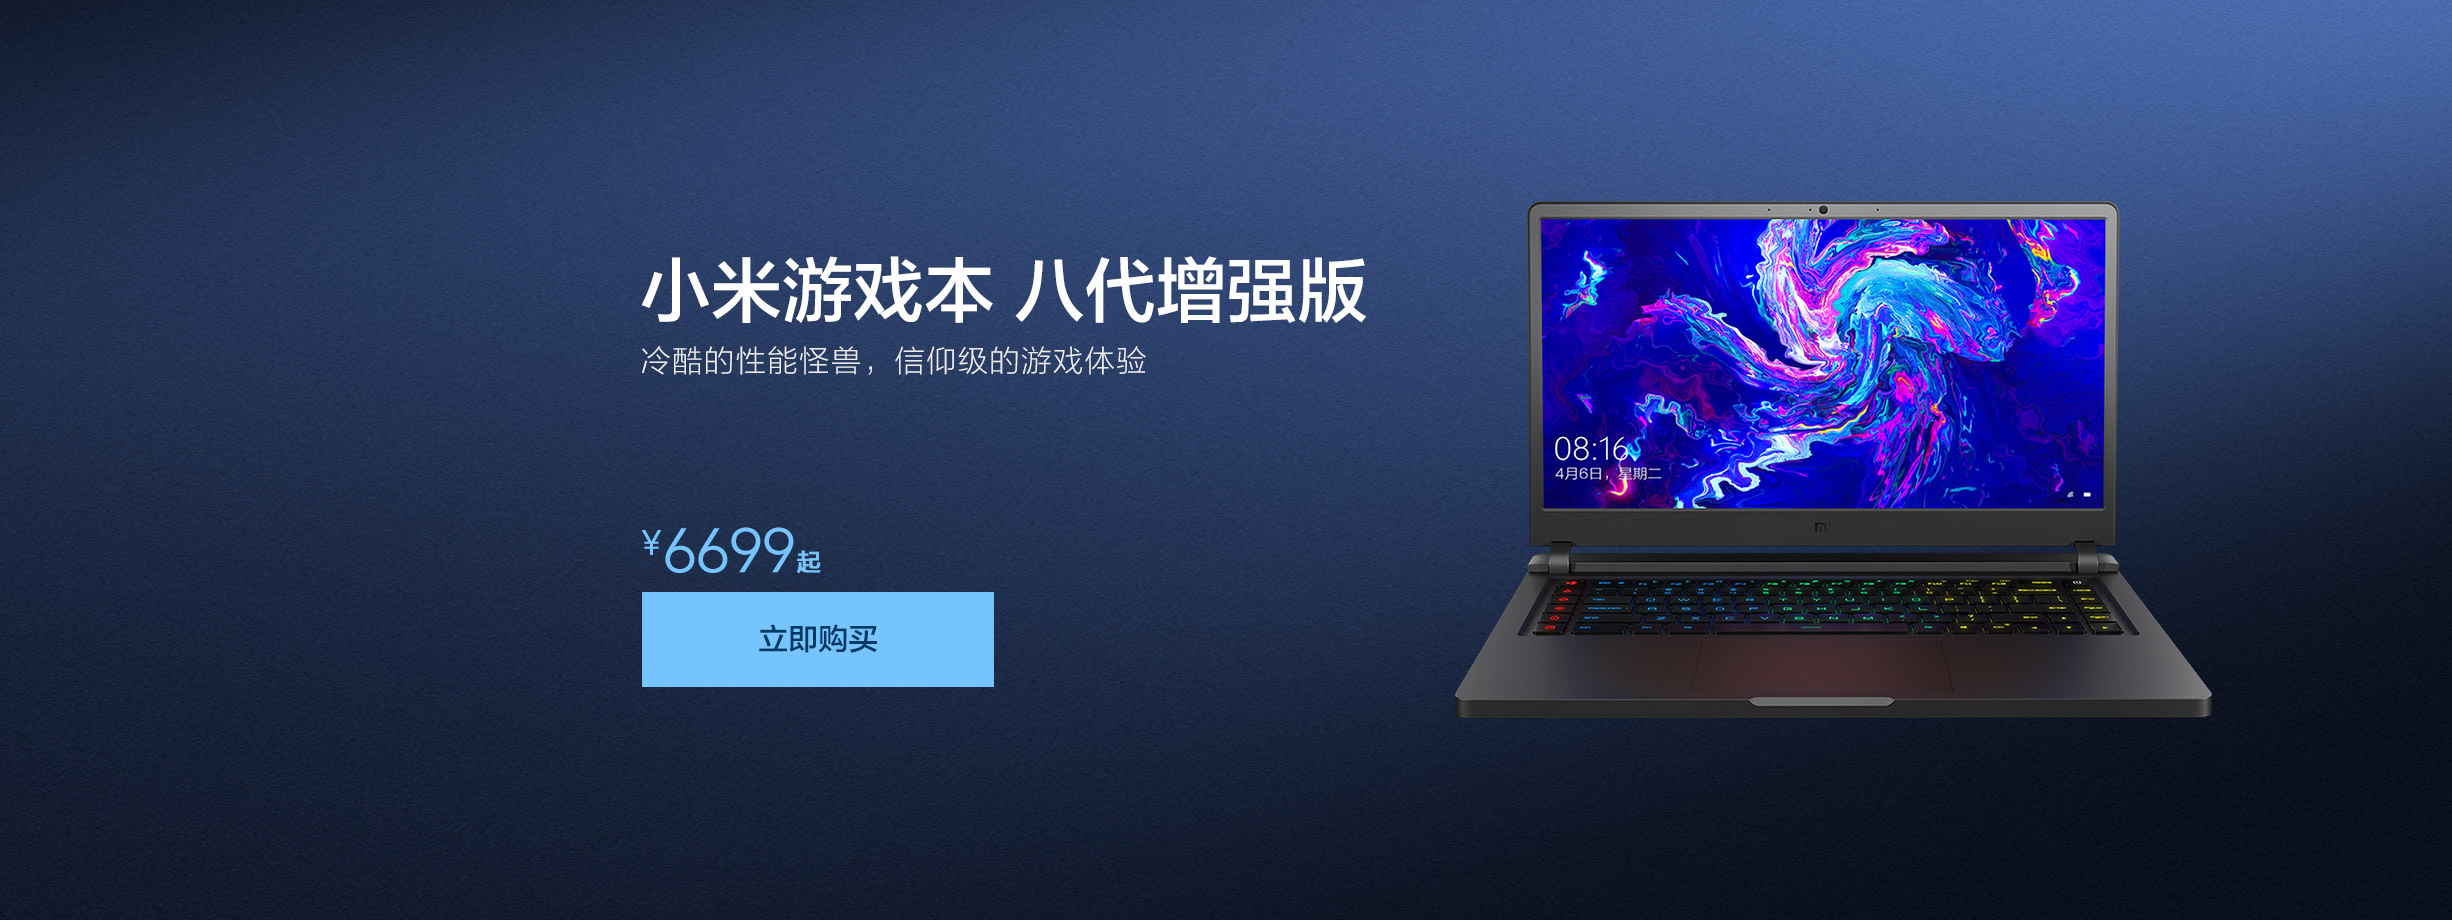 小米游戏本 八代增强版
冷酷的性能怪兽，信仰级的游戏体验
¥6699起
立即购买
08:16
4月6日，星期二
mi